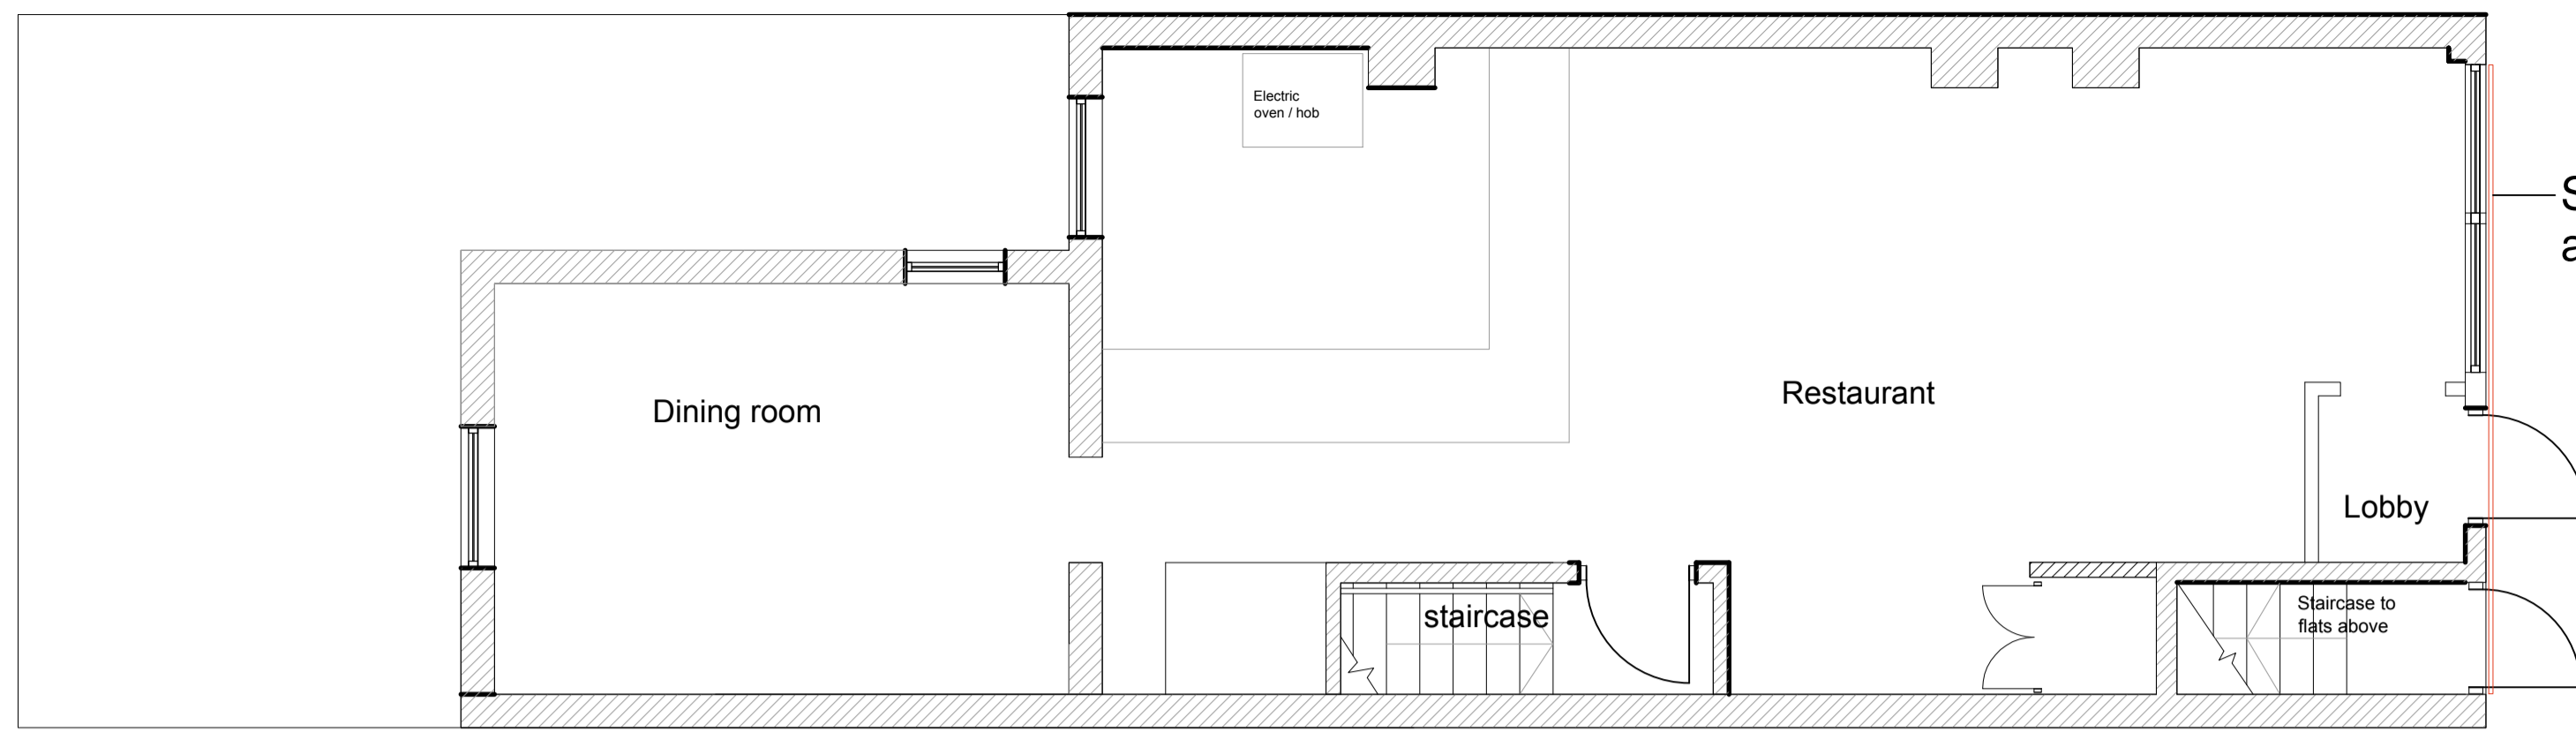 Electric
oven / hob
Dining room
Restaurant
Lobby
staircase
Staircase to
flats above